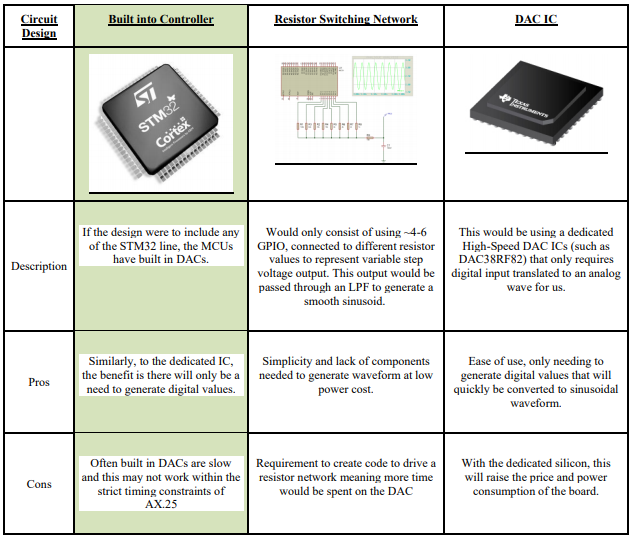 Circuit
Design
Built into Controller
Resistor Switching Network
DAC IC
STM32
Cortex
TEXAS
INSTRUMENTS
Description
If the design were to include any
of the STM32 line, the MCUs
have built in DACs.
Would only consist of using ~4-6
GPIO, connected to different resistor
values to represent variable step
voltage output. This output would be
passed through an LPF to generate a
smooth sinusoid.
This would be using a dedicated
High-Speed DAC ICs (such as
DAC38RF82) that only requires
digital input translated to an analog
wave for us.
Pros
Similarly, to the dedicated IC,
the benefit is there will only be a
need to generate digital values.
Simplicity and lack of components
needed to generate waveform at low
power cost.
Ease of use, only needing to
generate digital values that will
quickly be converted to sinusoidal
waveform.
Cons
Often built in DACs are slow
and this may not work within the
strict timing constraints of
AX.25
Requirement to create code to drive a
resistor network meaning more time
would be spent on the DAC
With the dedicated silicon, this
will raise the price and power
consumption of the board.